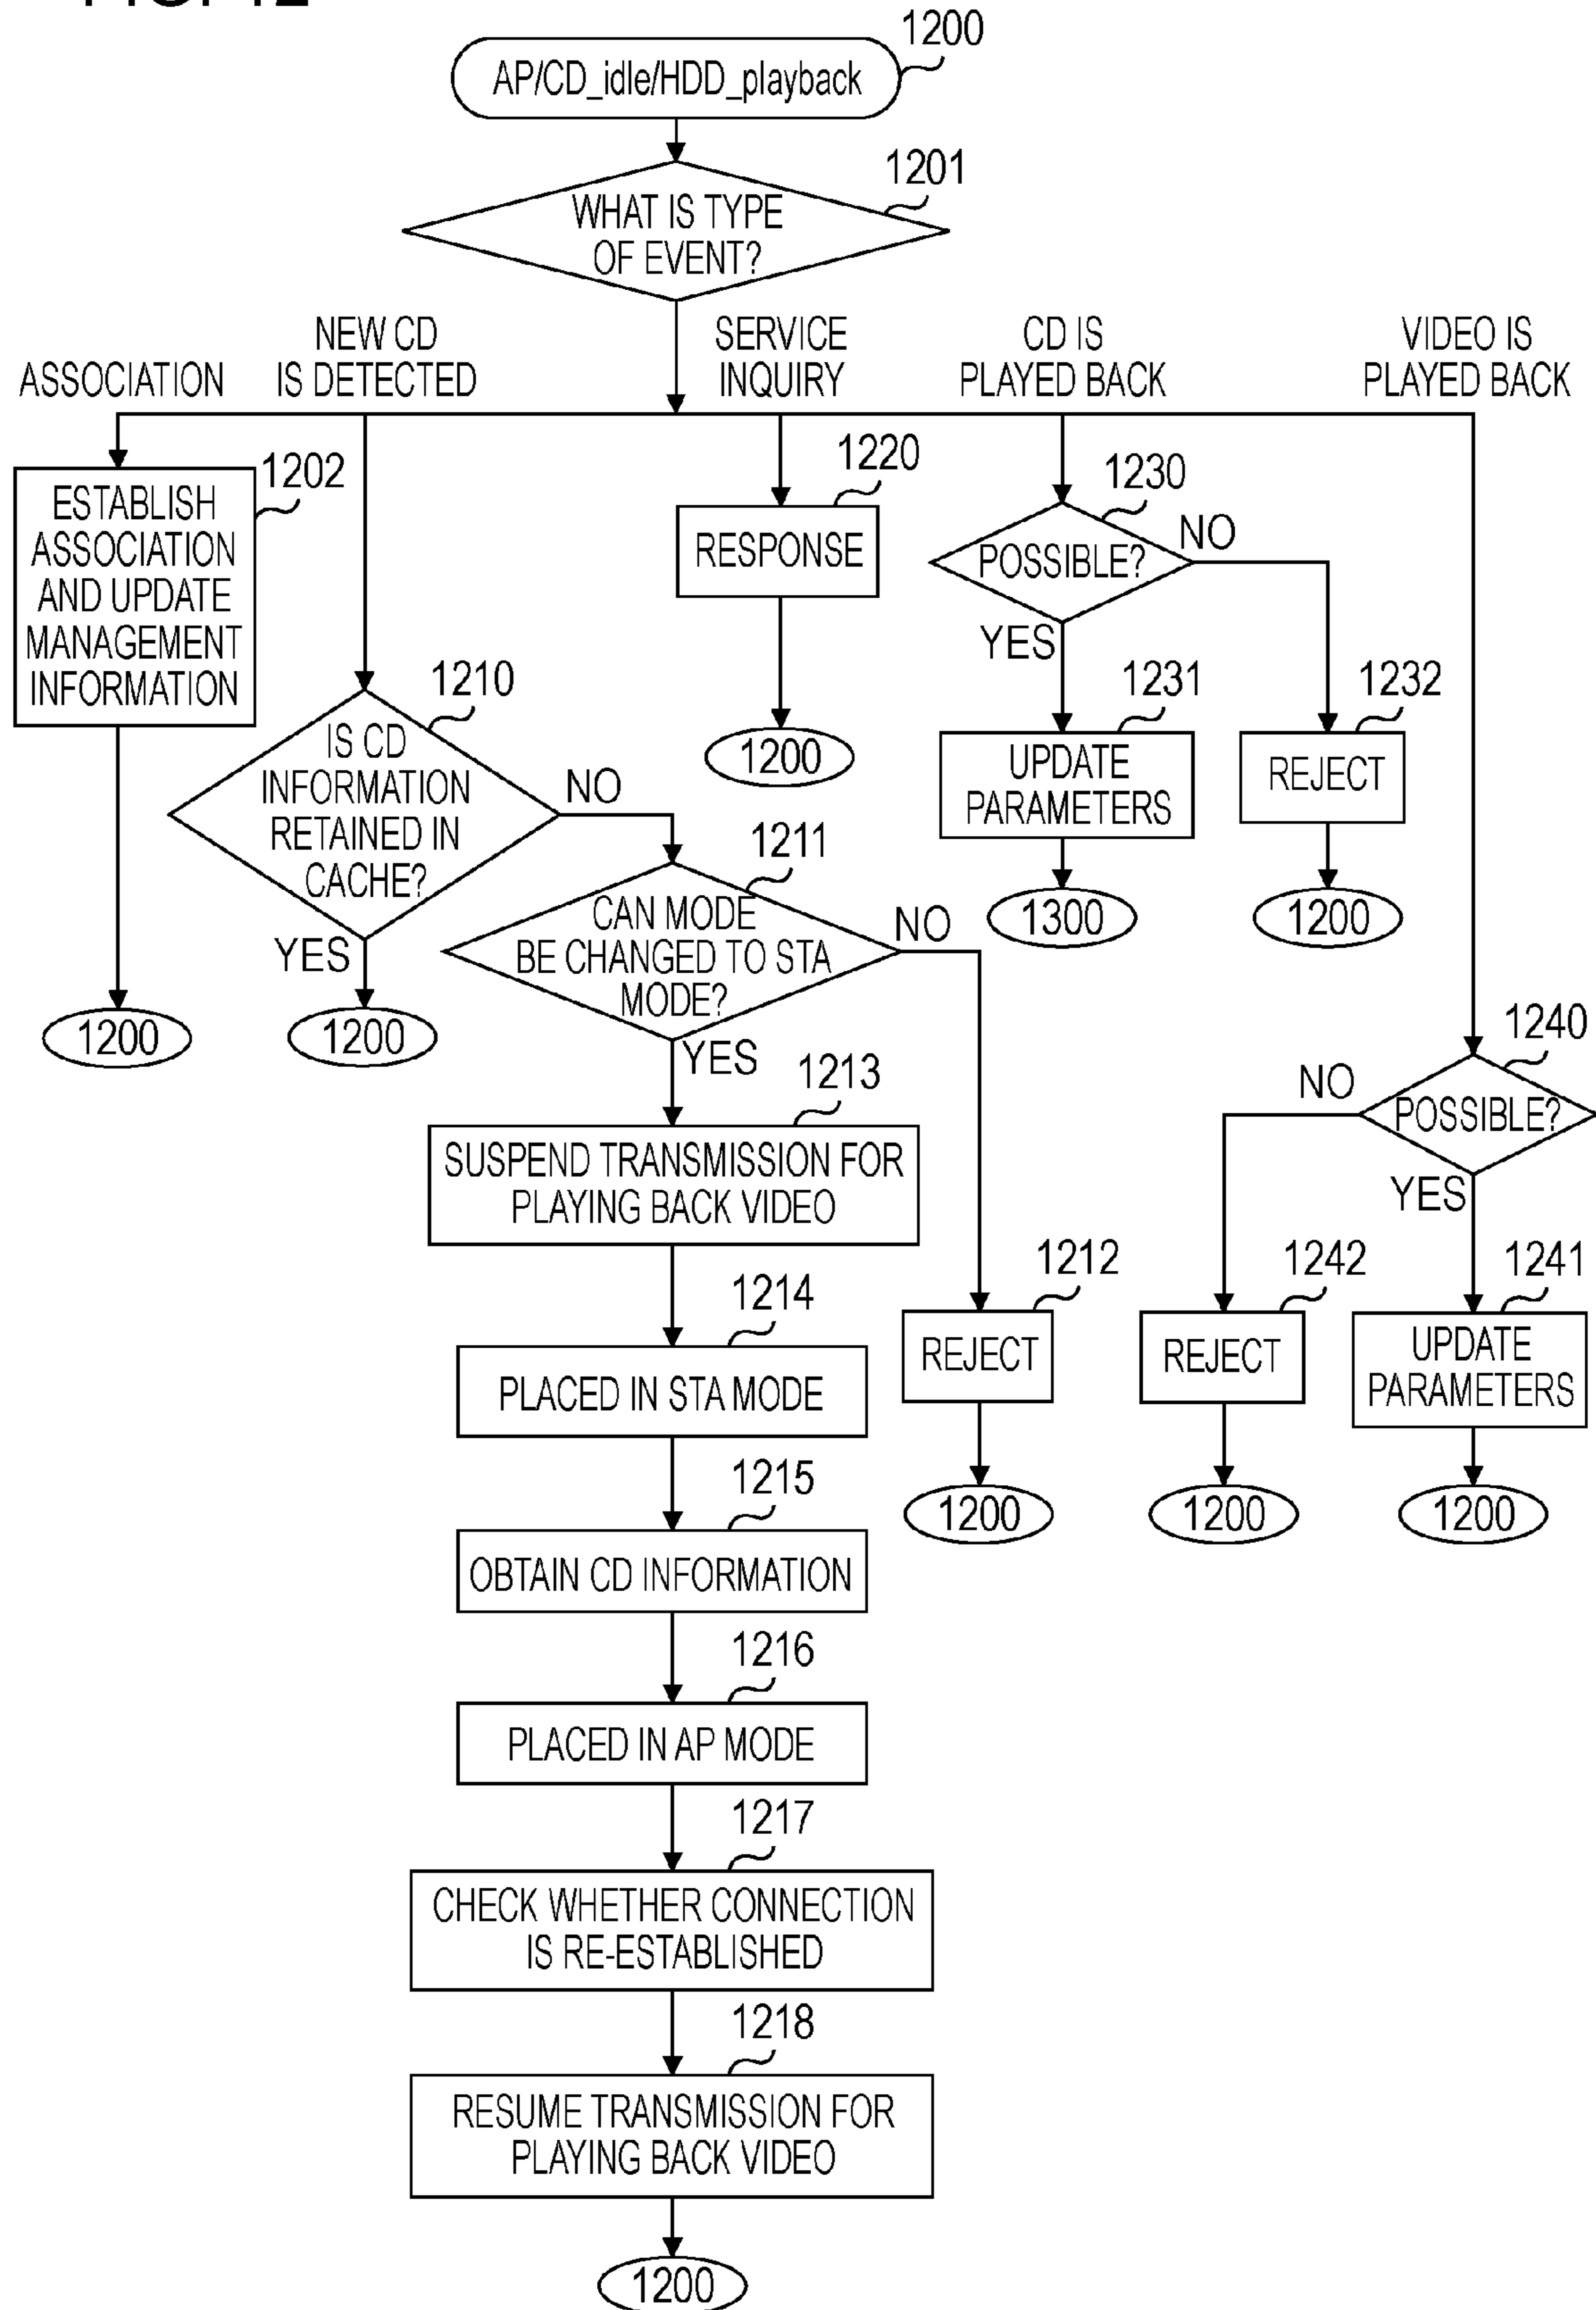 FIG. 12
1200
AP/CD_idle/HDD_playback
1201
WHAT IS TYPE
OF EVENT?
ASSOCIATION
NEW CD
IS DETECTED
SERVICE
INQUIRY
CD IS
PLAYED BACK
VIDEO IS
PLAYED BACK
1202
ESTABLISH
ASSOCIATION
AND UPDATE
MANAGEMENT
INFORMATION
1200
1210
IS CD
INFORMATION
RETAINED IN
CACHE?
NO
YES
1200
1220
RESPONSE
1200
1230
POSSIBLE?
NO
YES
1231
UPDATE
PARAMETERS
1300
1232
REJECT
1200
1211
CAN MODE
BE CHANGED TO STA
MODE?
NO
YES
1213
SUSPEND TRANSMISSION FOR
PLAYING BACK VIDEO
1214
PLACED IN STA MODE
1215
OBTAIN CD INFORMATION
1216
PLACED IN AP MODE
1217
CHECK WHETHER CONNECTION
IS RE-ESTABLISHED
1218
RESUME TRANSMISSION FOR
PLAYING BACK VIDEO
1200
1212
REJECT
1200
1240
POSSIBLE?
NO
YES
1242
REJECT
1200
1241
UPDATE
PARAMETERS
1200